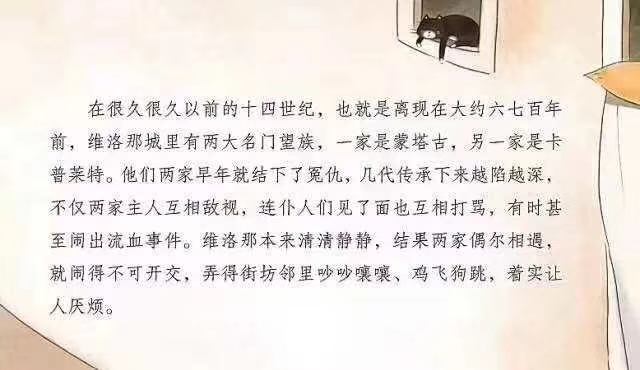 在很久很久以前的十四世纪，也就是离现在大约六七百年
前，维洛那城里有两大名门望族，一家是蒙塔古，另一家是卡
普莱特。他们两家早年就结下了冤仇，几代传承下来越陷越深，
不仅两家主人互相敌视，连仆人们见了面也互相打骂，有时甚
至闹出流血事件。维洛那本来清清静静，结果两家偶尔相遇，
就闹得不可开交，弄得街坊邻里吵吵嚷嚷、鸡飞狗跳，着实让
人厌烦。